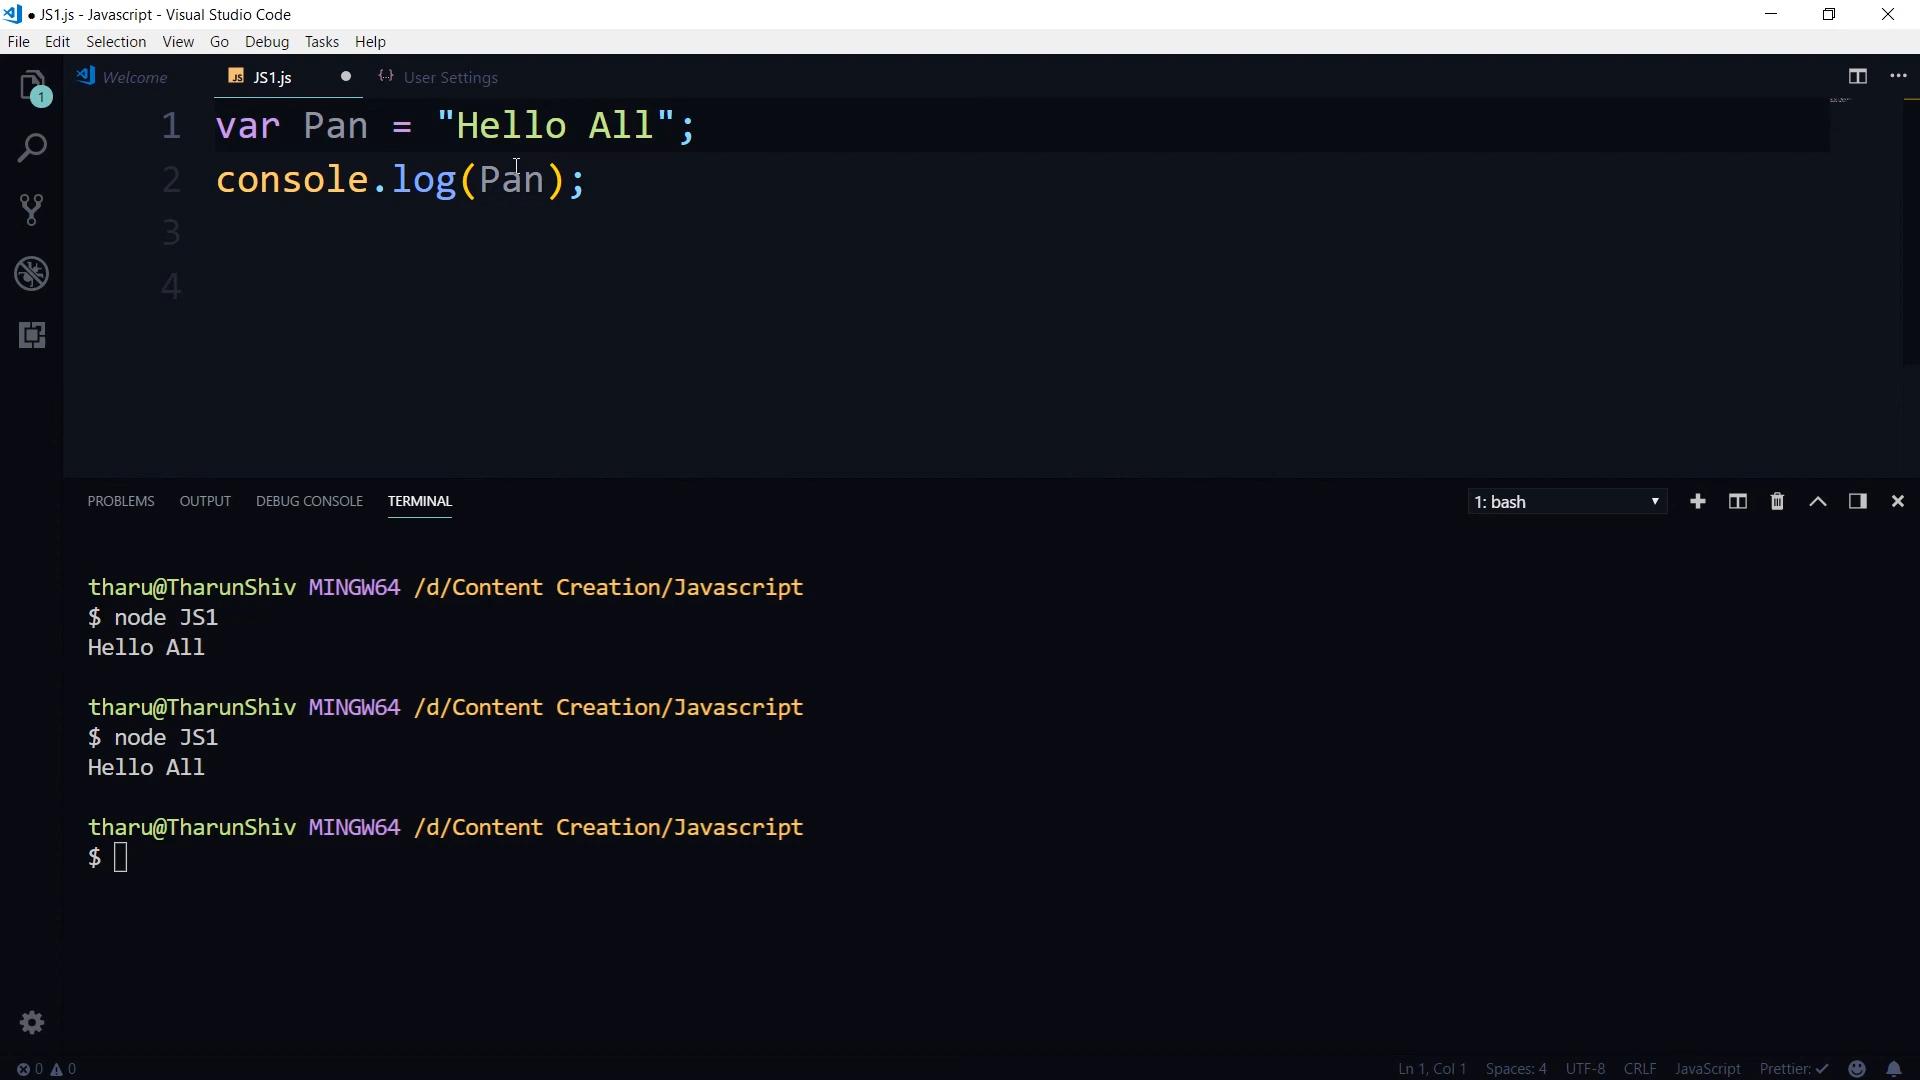 ● JS1.js - Javascript - Visual Studio Code
File Edit Selection View Go Debug Tasks Help
1
Welcome
JS JS1.js ● {··} User Settings
1 var Pan = "Hello All";
2 console.log(Pan);
3
4
PROBLEMS OUTPUT DEBUG CONSOLE TERMINAL
1: bash
tharu@TharunShiv MINGW64 /d/Content Creation/Javascript
$ node JS1
Hello All
tharu@TharunShiv MINGW64 /d/Content Creation/Javascript
$ node JS1
Hello All
tharu@TharunShiv MINGW64 /d/Content Creation/Javascript
$
0 0
Ln 1, Col 1 Spaces: 4 UTF-8 CRLF JavaScript Prettier: ✓